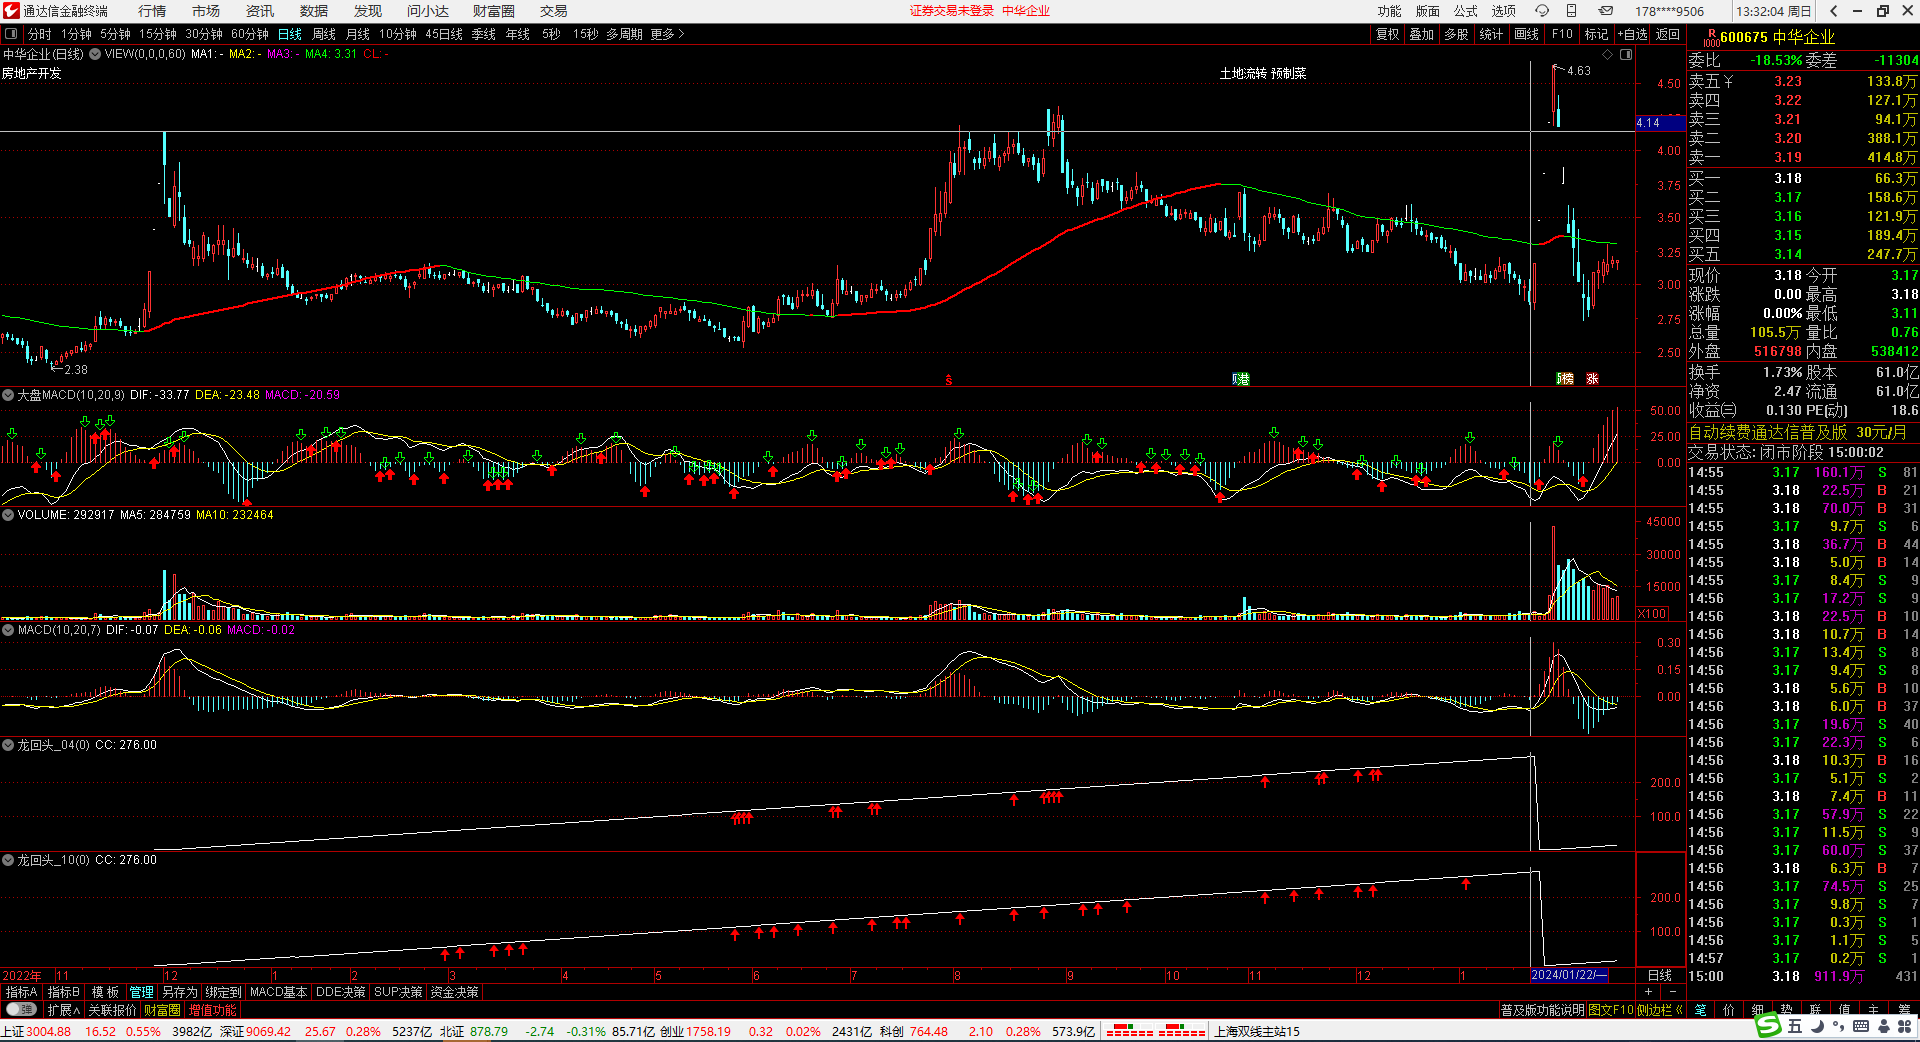 通达信金融终端 行情 市场 资讯 数据 发现 问小达 财富圈 交易 证券交易未登录 中华企业 功能 版面 公式 选项 178****9506 13:32:04 周日
分时 1分钟 5分钟 15分钟 30分钟 60分钟 日线 周线 月线 10分钟 45日线 季线 年线 5秒 15秒 多周期 更多> 复权 叠加 多股 统计 画线 F10 标记 +自选 返回
R 1000 600675 中华企业
中华企业(日线) VIEW(0,0,0,60) MA1:- MA2:- MA3:- MA4: 3.31 CL:-
房地产开发
土地流转 预制菜
4.63
4.50
4.14
4.00
3.75
3.50
3.25
3.00
2.75
2.50
←2.38
港 榜 涨
大盘MACD(10,20,9) DIF: -33.77 DEA: -23.48 MACD: -20.59
50.00
25.00
0.00
VOLUME: 292917 MA5: 284759 MA10: 232464
45000
30000
15000
X100
MACD(10,20,7) DIF: -0.07 DEA: -0.06 MACD: -0.02
0.30
0.15
0.00
龙回头_04(0) CC: 276.00
200.0
100.0
龙回头_10(0) CC: 276.00
200.0
100.0
2022年 11 12 1 2 3 4 5 6 7 8 9 10 11 12 1 2024/01/22/一 日线
指标A 指标B 模 板 管理 另存为 绑定到 MACD基本 DDE决策 SUP决策 资金决策 + -
扩展∧ 关联报价 财富圈 增值功能 普及版功能说明 图文F10 侧边栏《 笔 价 细 势 联 值 主 筹
上证3004.88 16.52 0.55% 3982亿 深证9069.42 25.67 0.28% 5237亿 北证 878.79 -2.74 -0.31% 85.71亿 创业1758.19 0.32 0.02% 2431亿 科创 764.48 2.10 0.28% 573.9亿 上海双线主站15
委比 -18.53% 委差 -11304
卖五 ¥ 3.23 133.8万
卖四 3.22 127.1万
卖三 3.21 94.1万
卖二 3.20 388.1万
卖一 3.19 414.8万
买一 3.18 66.3万
买二 3.17 158.6万
买三 3.16 121.9万
买四 3.15 189.4万
买五 3.14 247.7万
现价 3.18 今开 3.17
涨跌 0.00 最高 3.18
涨幅 0.00% 最低 3.11
总量 105.5万 量比 0.76
外盘 516798 内盘 538412
换手 1.73% 股本 61.0亿
净资 2.47 流通 61.0亿
收益㊂ 0.130 PE(动) 18.6
自动续费通达信普及版 30元/月
交易状态: 闭市阶段 15:00:02
14:55 3.17 160.1万 S 81
14:55 3.18 22.5万 B 21
14:55 3.18 70.0万 B 31
14:55 3.17 9.7万 S 6
14:55 3.18 36.7万 B 44
14:55 3.18 5.0万 B 14
14:55 3.17 8.4万 S 9
14:55 3.17 17.2万 S 9
14:56 3.18 22.5万 B 10
14:56 3.18 10.7万 B 14
14:56 3.17 13.4万 S 8
14:56 3.17 9.4万 S 8
14:56 3.18 5.6万 B 10
14:56 3.18 6.0万 B 37
14:56 3.17 19.6万 S 40
14:56 3.17 22.3万 S 6
14:56 3.18 10.3万 B 16
14:56 3.17 5.1万 S 2
14:56 3.18 7.4万 B 11
14:56 3.17 57.9万 S 22
14:56 3.17 11.5万 S 9
14:56 3.17 60.0万 S 37
14:56 3.18 6.3万 B 7
14:56 3.17 74.5万 S 25
14:56 3.17 9.8万 S 7
14:56 3.17 0.3万 S 1
14:56 3.17 1.1万 S 5
14:57 3.17 0.2万 S 1
15:00 3.18 911.9万 431
S 五